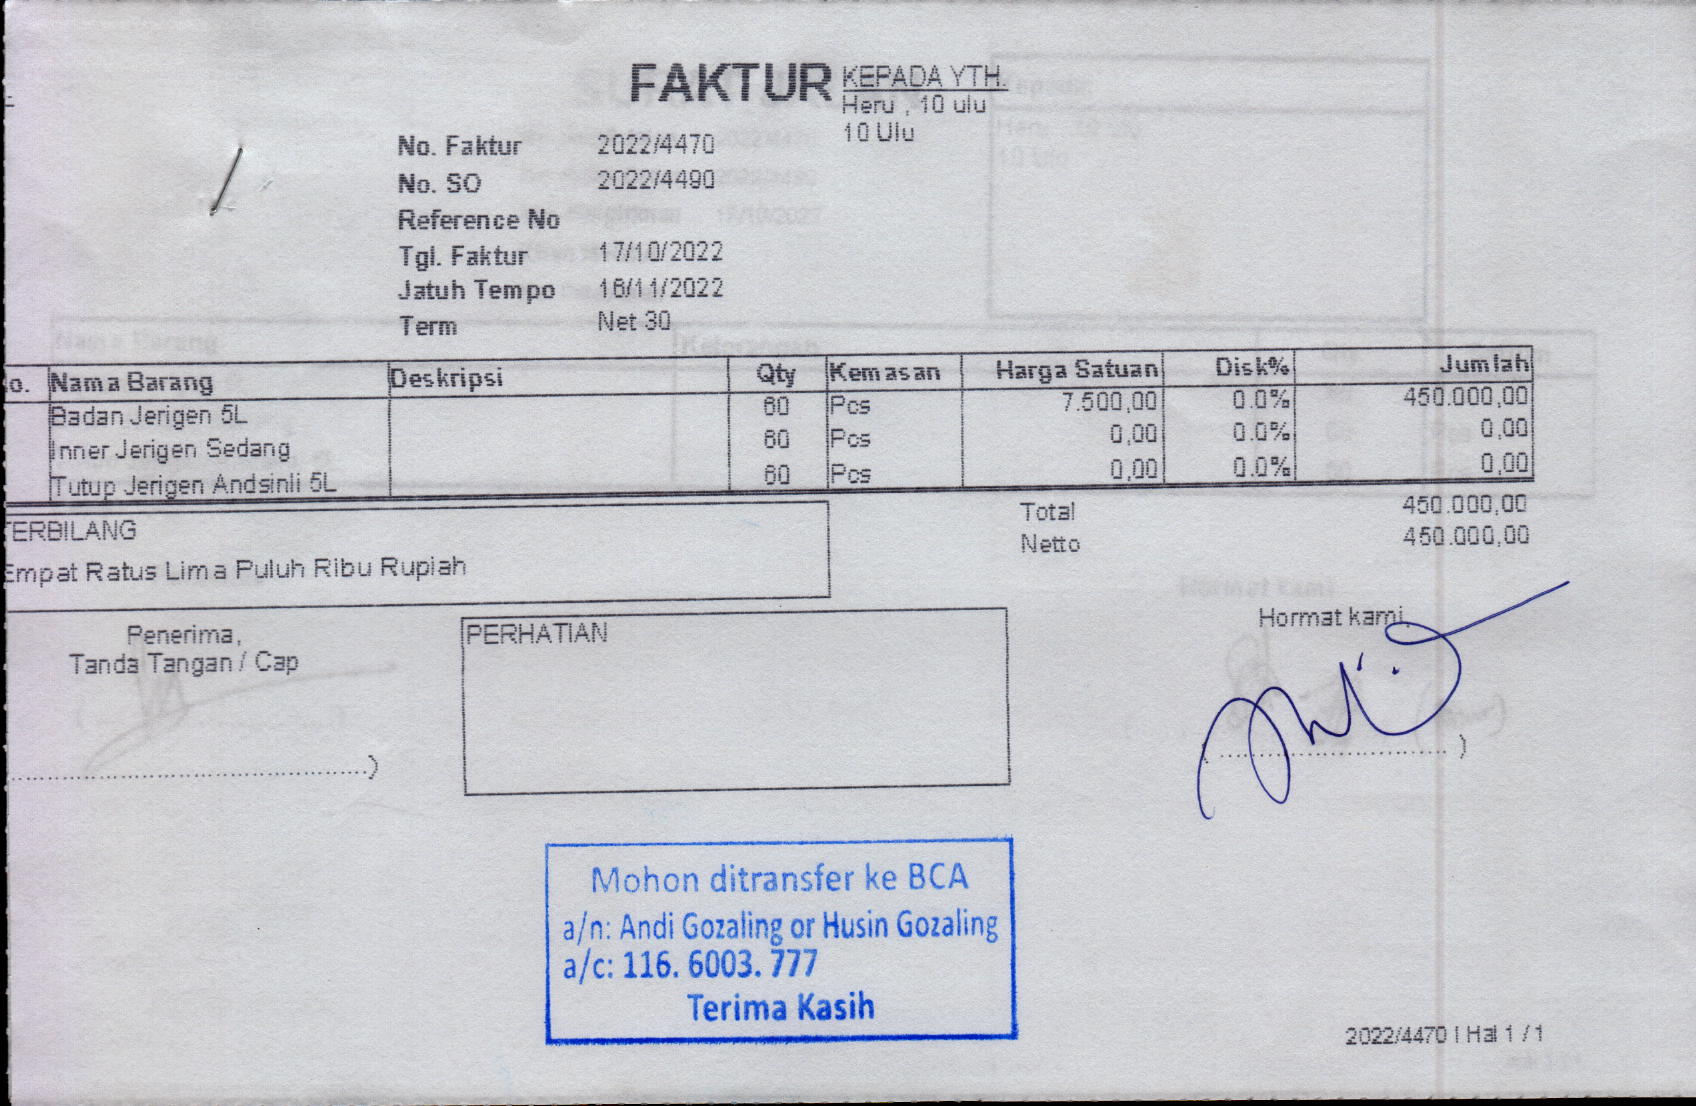 FAKTUR
KEPADA YTH.
Heru , 10 ulu
10 Ulu
No. Faktur 2022/4470
No. SO 2022/4490
Reference No
Tgl. Faktur 17/10/2022
Jatuh Tempo 16/11/2022
Term Net 30
o. Nama Barang Deskripsi Qty Kemasan Harga Satuan Disk% Jumlah
Badan Jerigen 5L 60 Pcs 7.500,00 0.0% 450.000,00
Inner Jerigen Sedang 60 Pcs 0,00 0.0% 0,00
Tutup Jerigen Andsinli 5L 60 Pcs 0,00 0.0% 0,00
TERBILANG
Empat Ratus Lima Puluh Ribu Rupiah
Total 450.000,00
Netto 450.000,00
Penerima,
Tanda Tangan / Cap
PERHATIAN
Hormat kami,
Mohon ditransfer ke BCA
a/n: Andi Gozaling or Husin Gozaling
a/c: 116. 6003. 777
Terima Kasih
2022/4470 | Hal 1 / 1